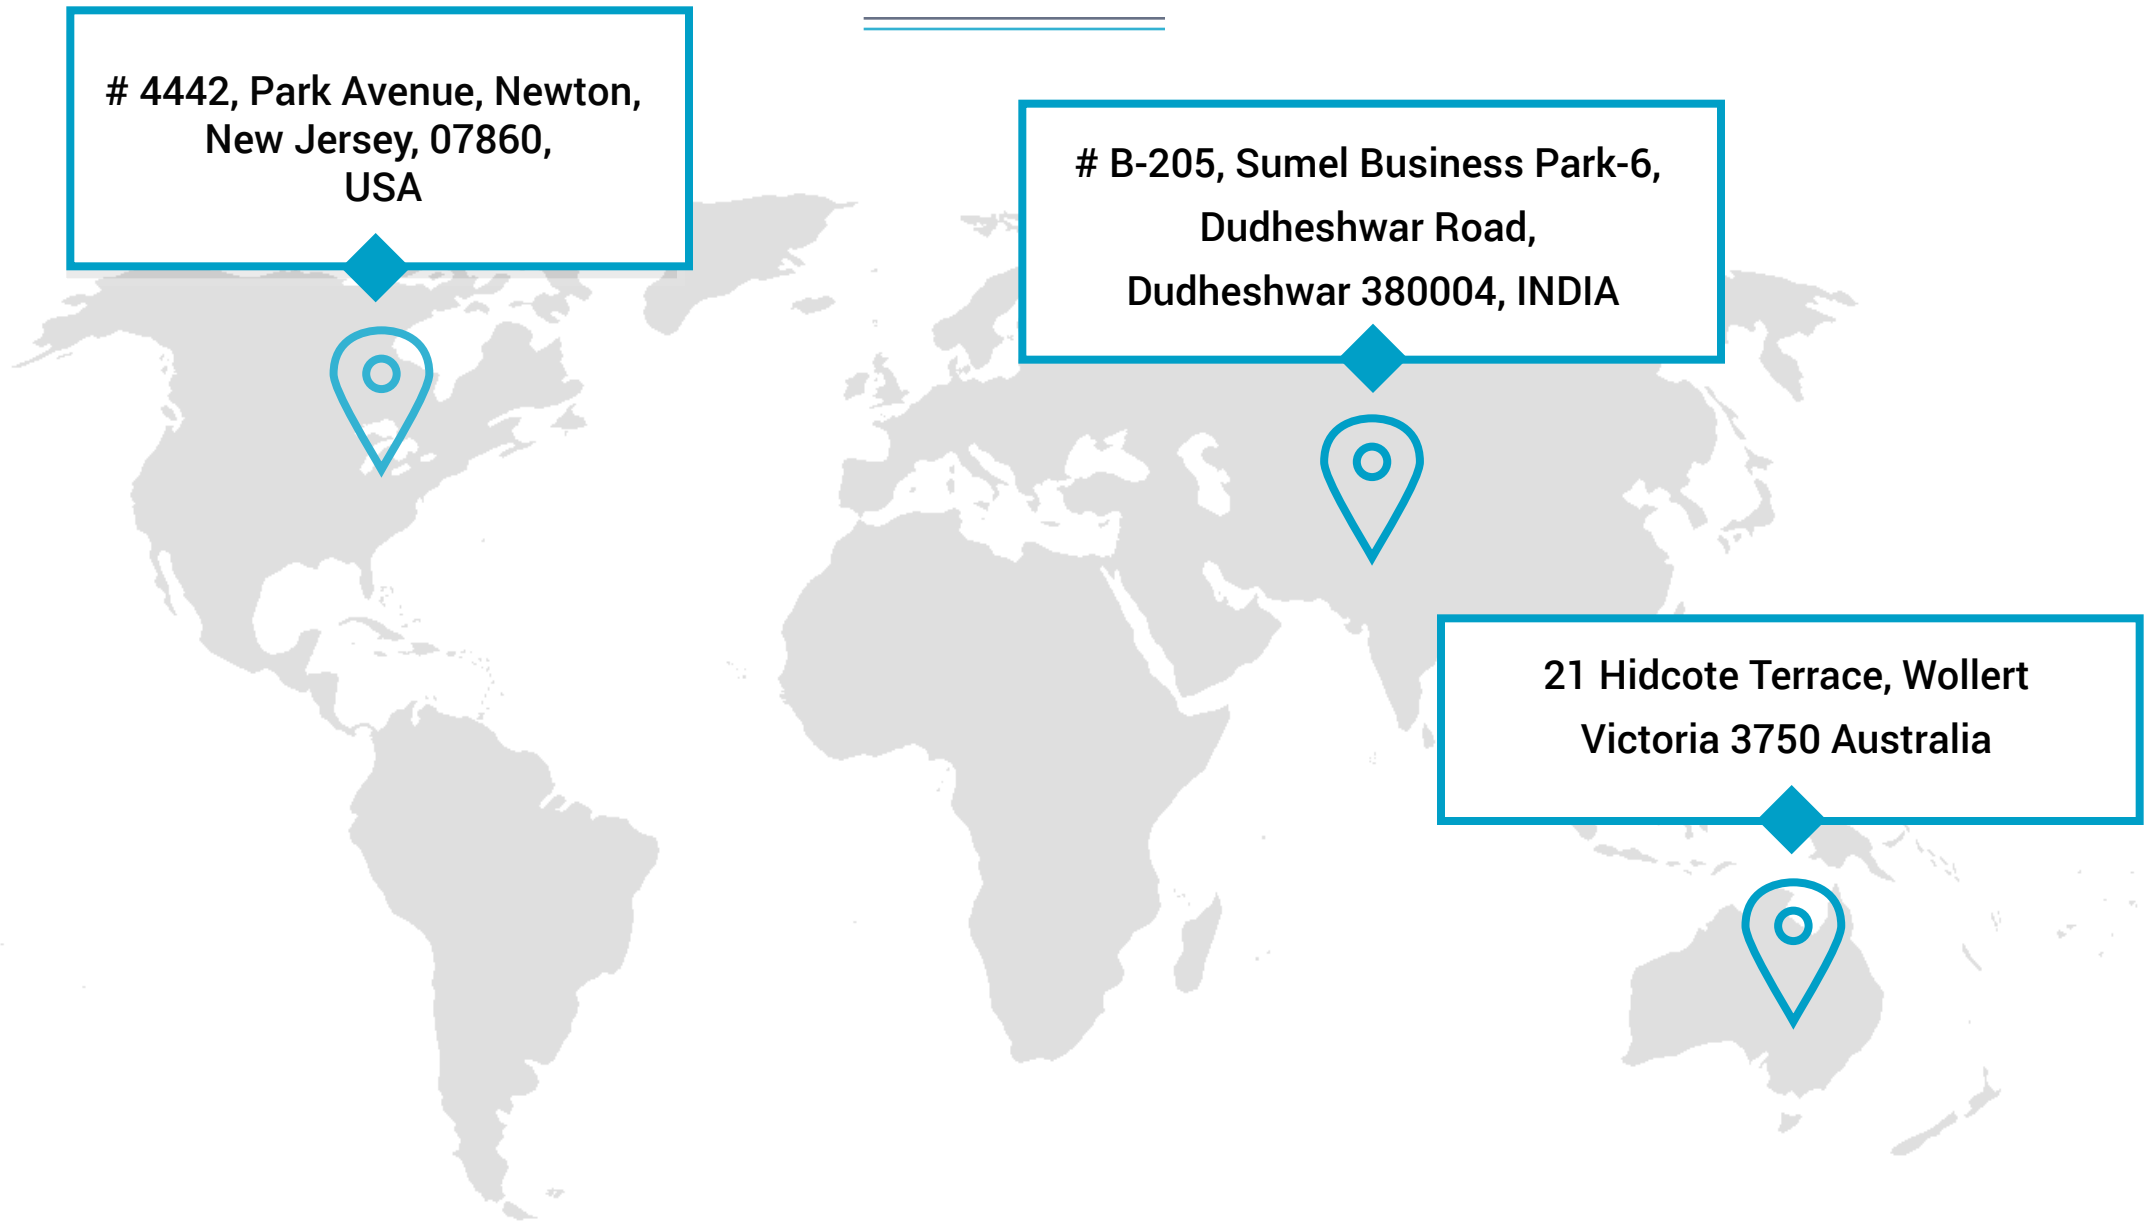 # 4442, Park Avenue, Newton,
New Jersey, 07860,
USA
# B-205, Sumel Business Park-6,
Dudheshwar Road,
Dudheshwar 380004, INDIA
21 Hidcote Terrace, Wollert
Victoria 3750 Australia